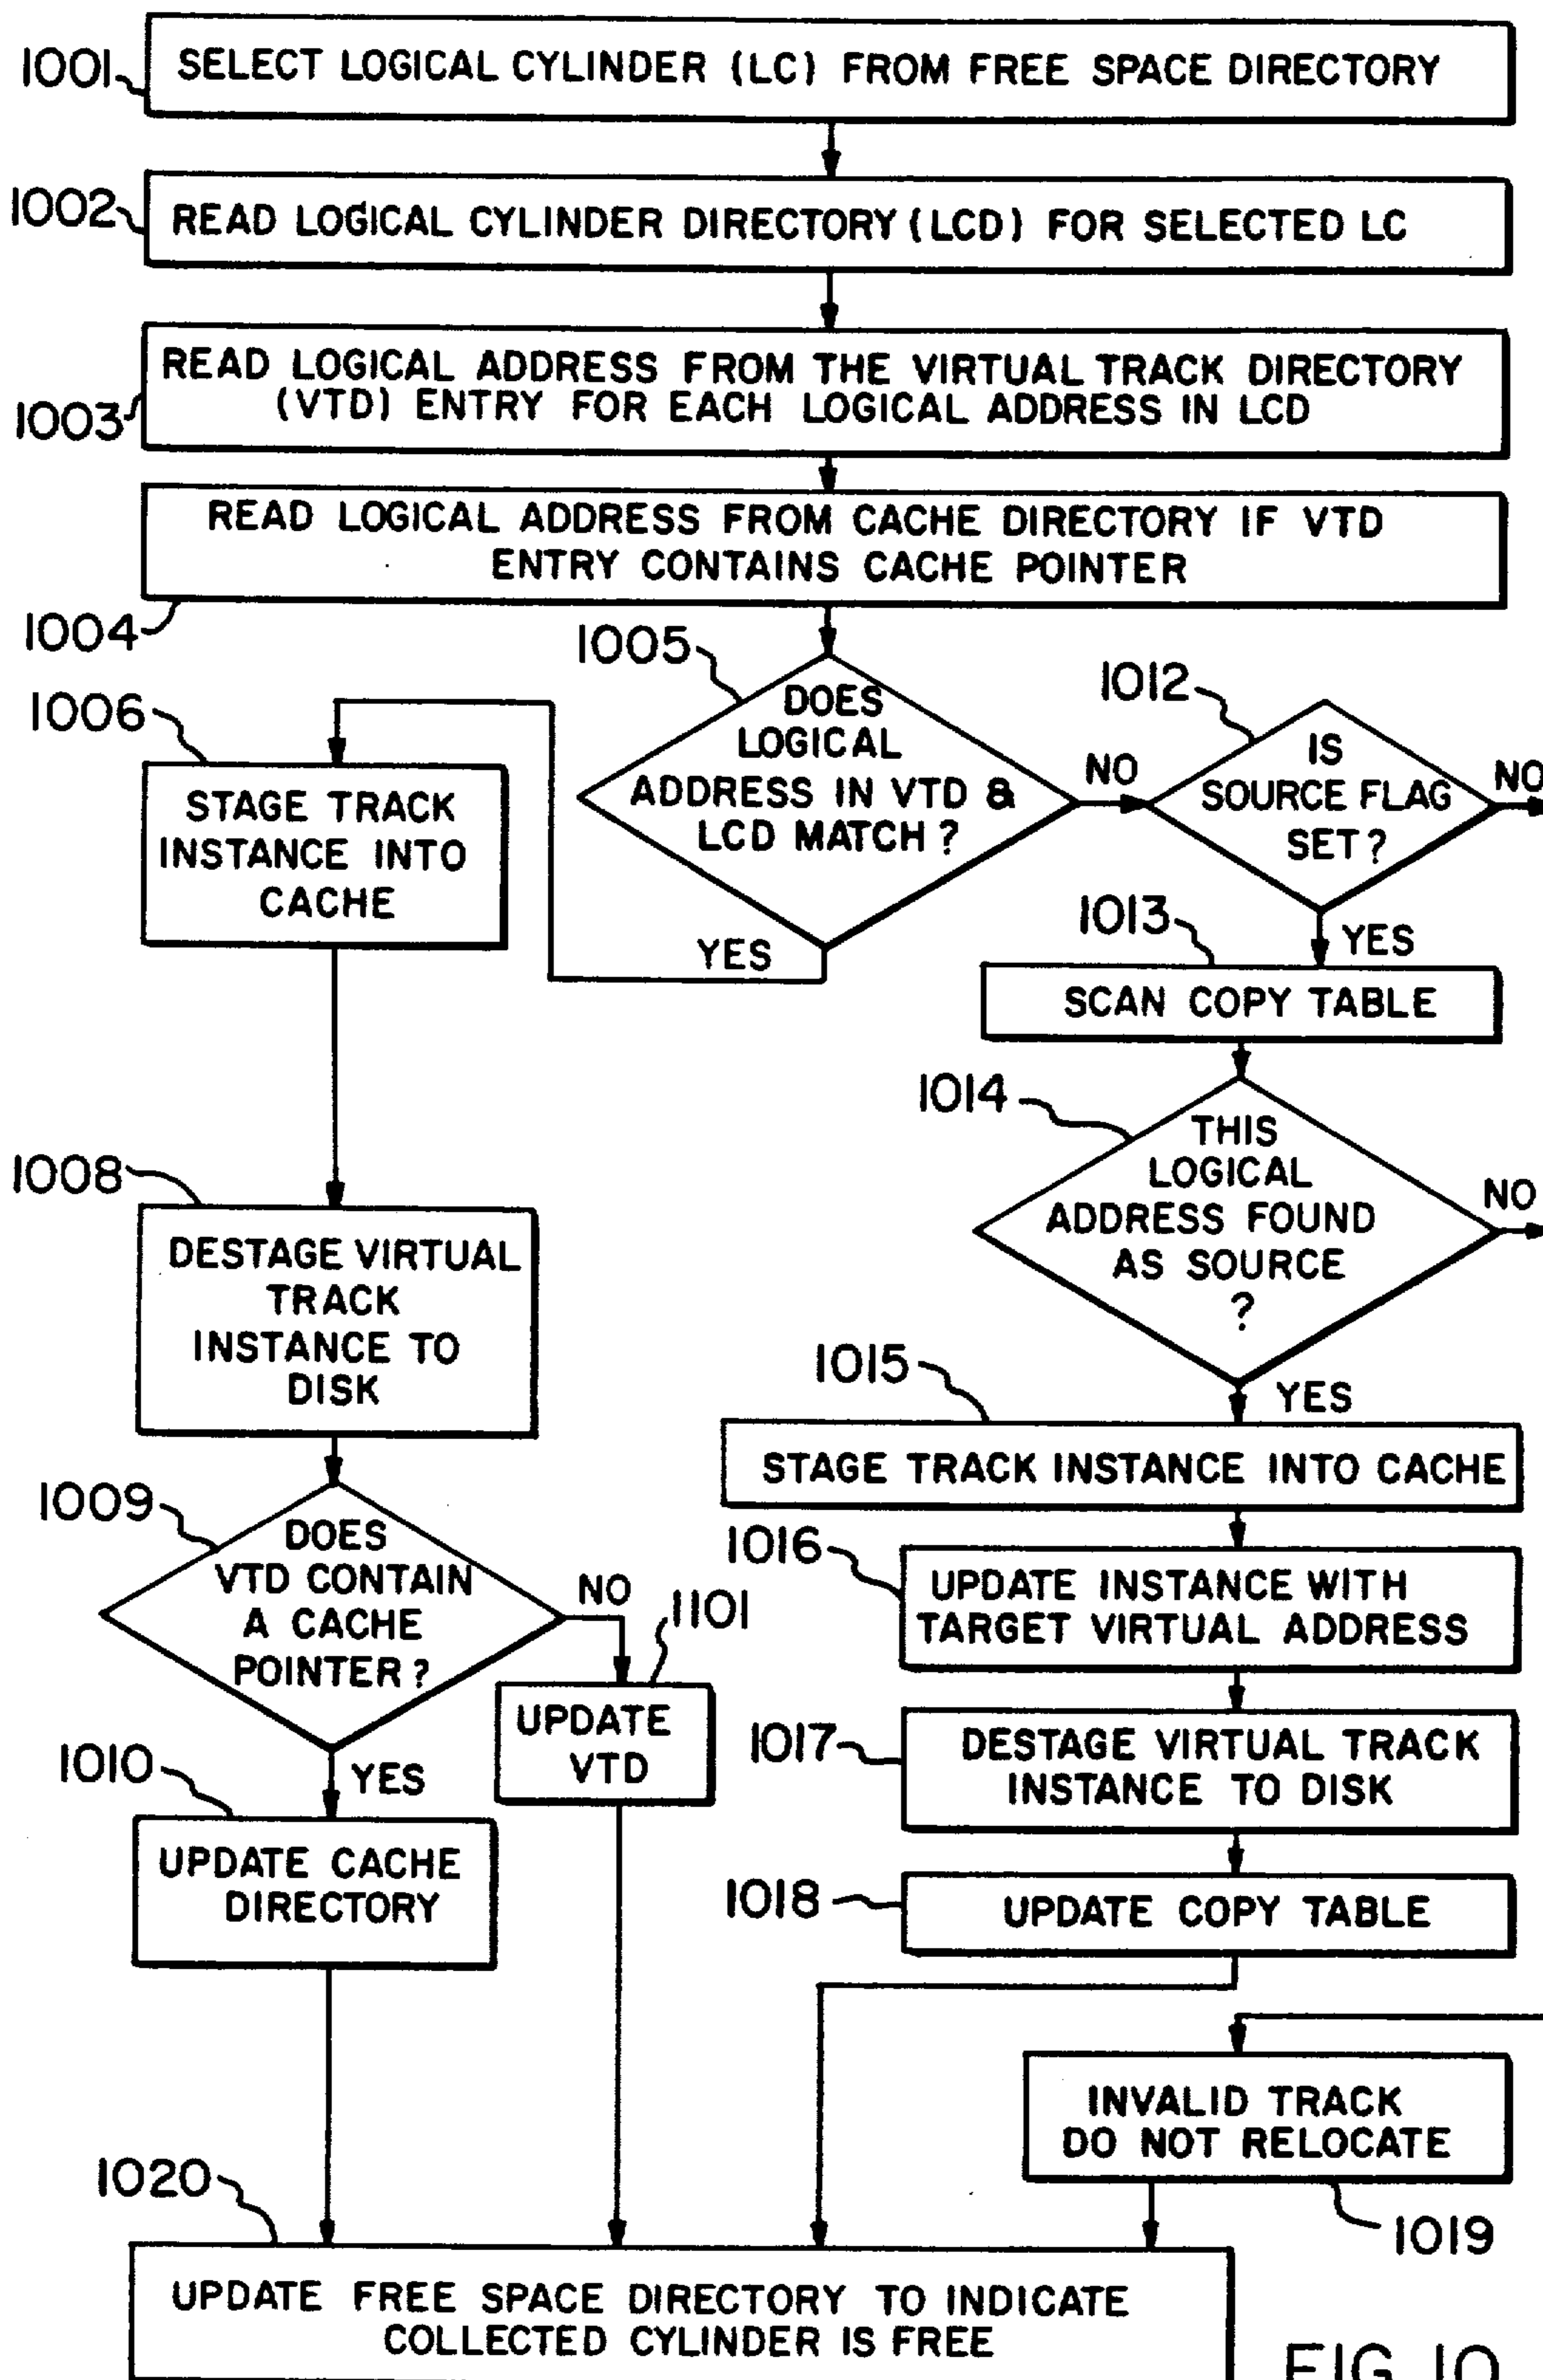 1001
SELECT LOGICAL CYLINDER (LC) FROM FREE SPACE DIRECTORY
1002
READ LOGICAL CYLINDER DIRECTORY (LCD) FOR SELECTED LC
1003
READ LOGICAL ADDRESS FROM THE VIRTUAL TRACK DIRECTORY
(VTD) ENTRY FOR EACH LOGICAL ADDRESS IN LCD
READ LOGICAL ADDRESS FROM CACHE DIRECTORY IF VTD
ENTRY CONTAINS CACHE POINTER
1004
1005
DOES
LOGICAL
ADDRESS IN VTD &
LCD MATCH ?
NO
YES
1012
IS
SOURCE FLAG
SET ?
NO
YES
1006
STAGE TRACK
INSTANCE INTO
CACHE
1013
SCAN COPY TABLE
1014
THIS
LOGICAL
ADDRESS FOUND
AS SOURCE
?
NO
YES
1008
DESTAGE VIRTUAL
TRACK
INSTANCE TO
DISK
1015
STAGE TRACK INSTANCE INTO CACHE
1009
DOES
VTD CONTAIN
A CACHE
POINTER ?
NO
YES
1101
UPDATE
VTD
1016
UPDATE INSTANCE WITH
TARGET VIRTUAL ADDRESS
1017
DESTAGE VIRTUAL TRACK
INSTANCE TO DISK
1010
UPDATE CACHE
DIRECTORY
1018
UPDATE COPY TABLE
INVALID TRACK
DO NOT RELOCATE
1019
1020
UPDATE FREE SPACE DIRECTORY TO INDICATE
COLLECTED CYLINDER IS FREE
FIG. 10